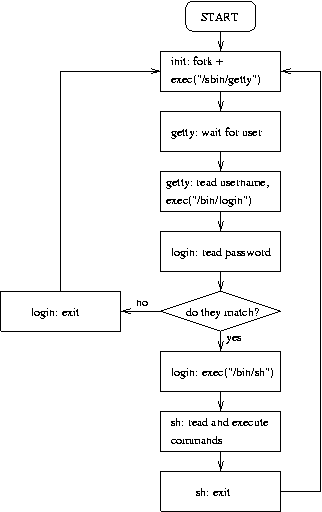 START
init: fork +
exec("/sbin/getty")
getty: wait for user
getty: read username,
exec("/bin/login")
login: read password
do they match?
no
login: exit
yes
login: exec("/bin/sh")
sh: read and execute
commands
sh: exit